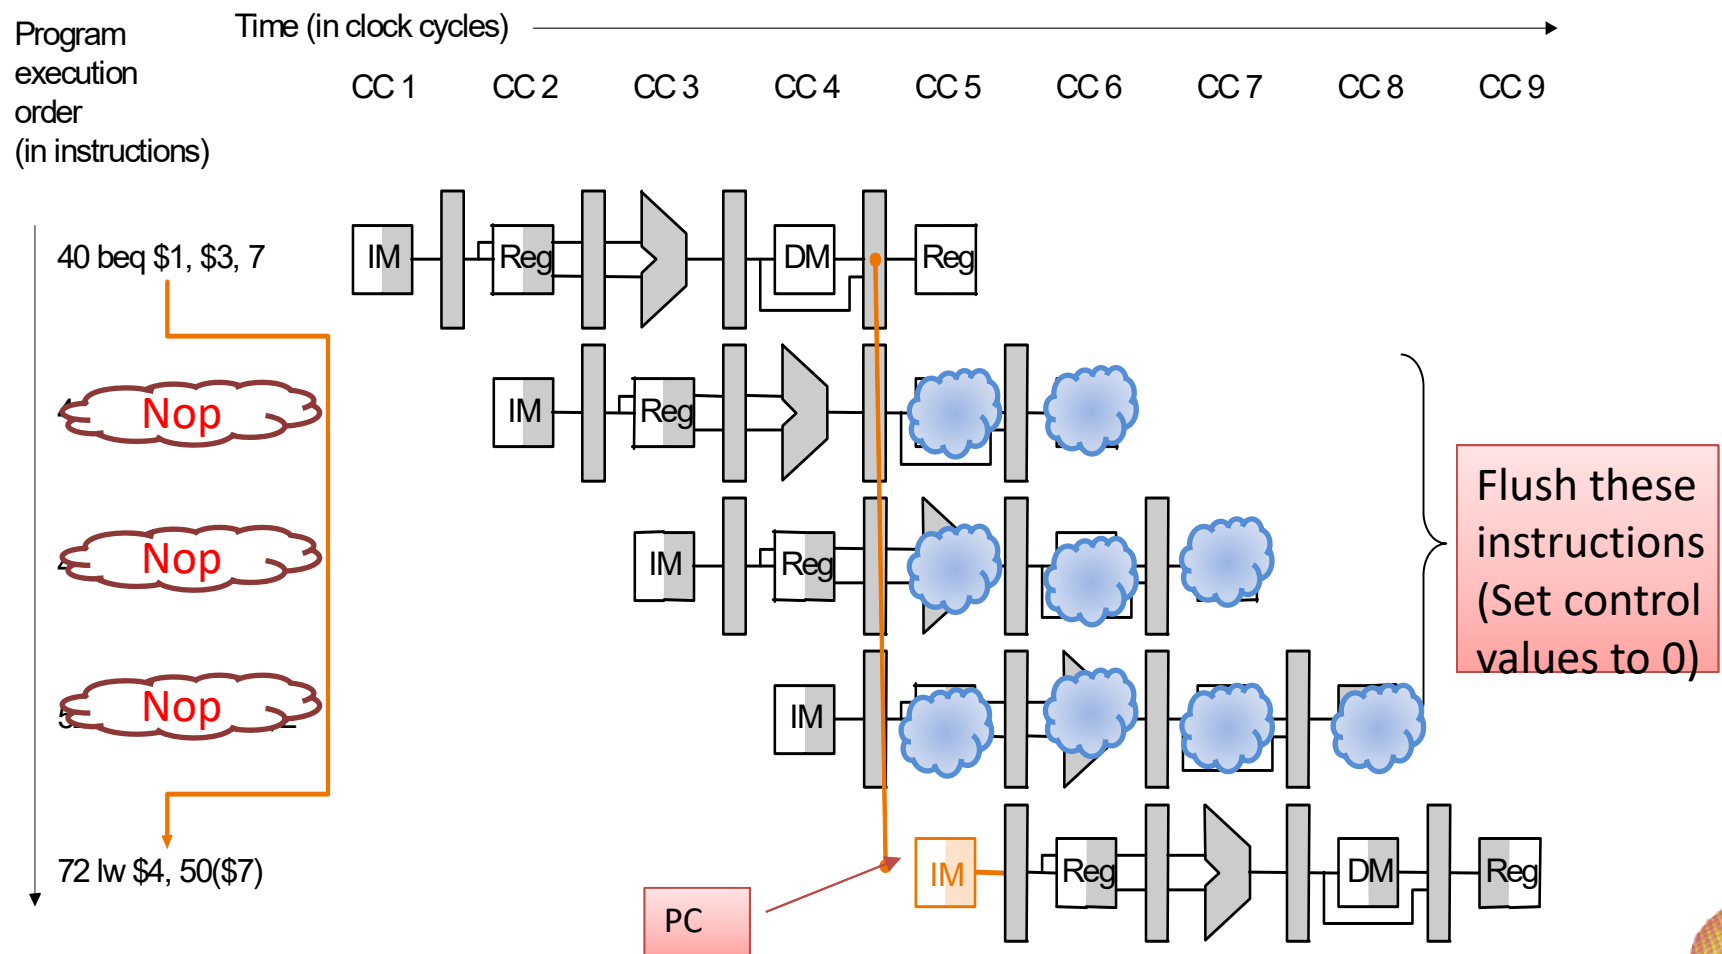 Program
execution
order
(in instructions)
Time (in clock cycles)
CC 1 CC 2 CC 3 CC 4 CC 5 CC 6 CC 7 CC 8 CC 9
40 beq $1, $3, 7
IM Reg DM Reg
Nop
IM Reg
Nop
IM Reg
Nop
IM
72 lw $4, 50($7)
IM Reg DM Reg
Flush these
instructions
(Set control
values to 0)
PC